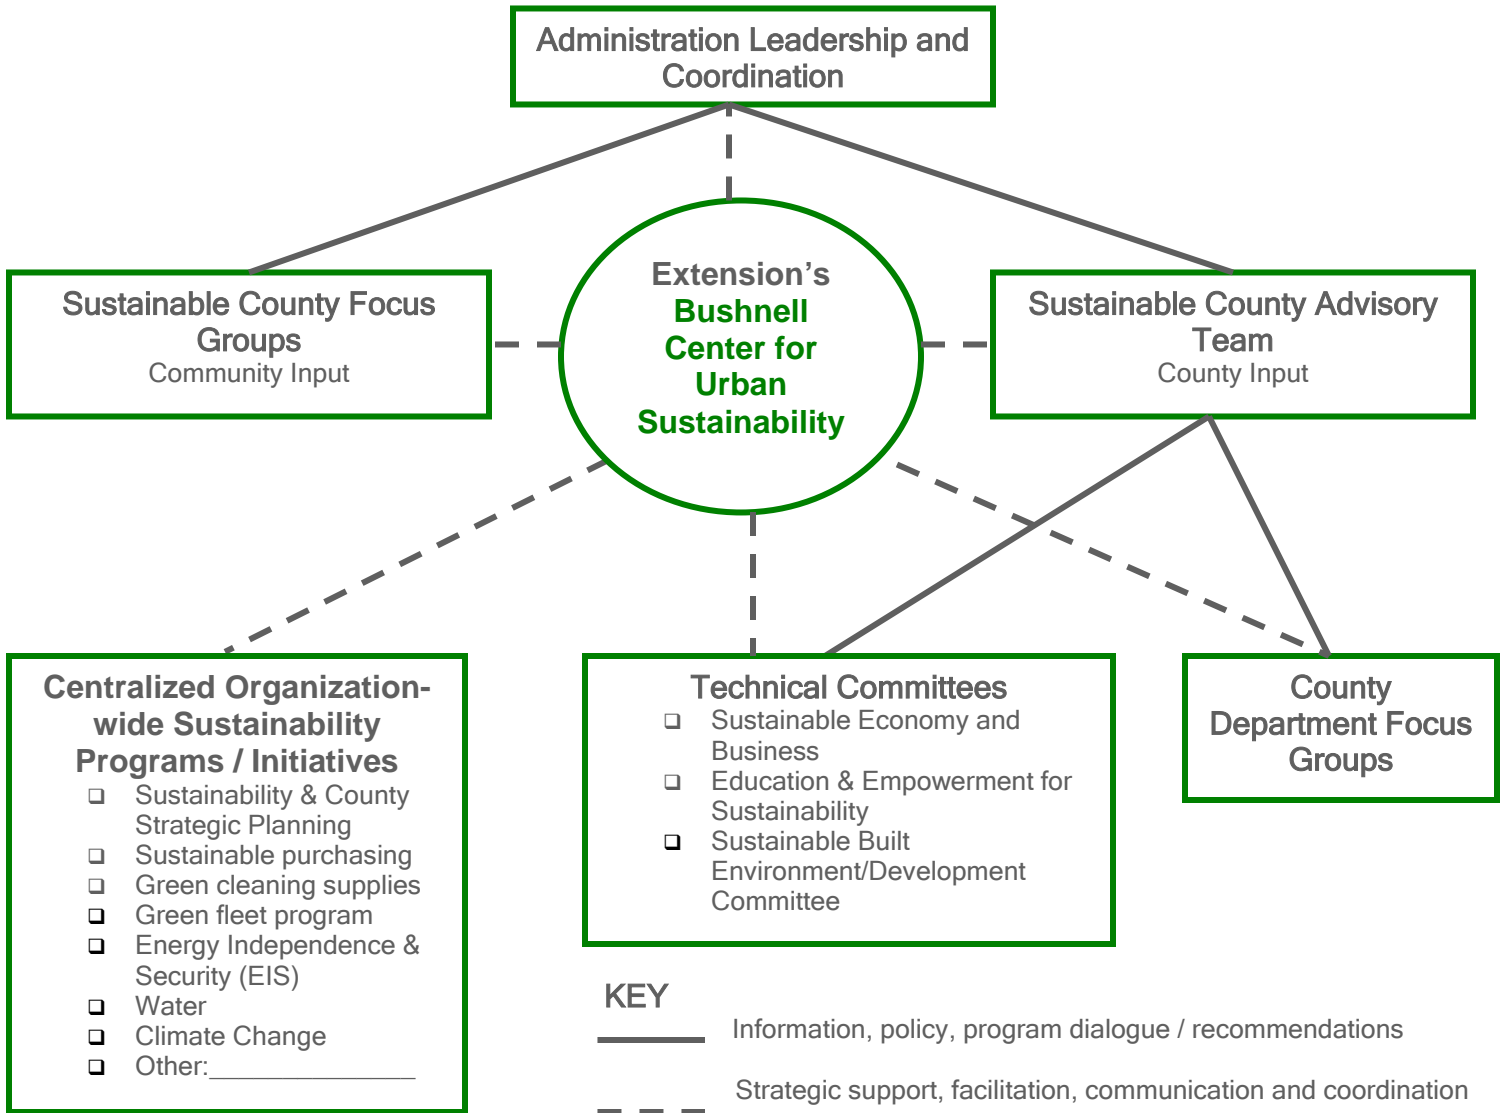 Administration Leadership and
Coordination
Sustainable County Focus
Groups
Community Input
Extension’s
Bushnell
Center for
Urban
Sustainability
Sustainable County Advisory
Team
County Input
Centralized Organization-
wide Sustainability
Programs / Initiatives
❑ Sustainability & County
Strategic Planning
❑ Sustainable purchasing
❑ Green cleaning supplies
❑ Green fleet program
❑ Energy Independence &
Security (EIS)
❑ Water
❑ Climate Change
❑ Other:______________
Technical Committees
❑ Sustainable Economy and
Business
❑ Education & Empowerment for
Sustainability
❑ Sustainable Built
Environment/Development
Committee
County
Department Focus
Groups
KEY
Information, policy, program dialogue / recommendations
Strategic support, facilitation, communication and coordination